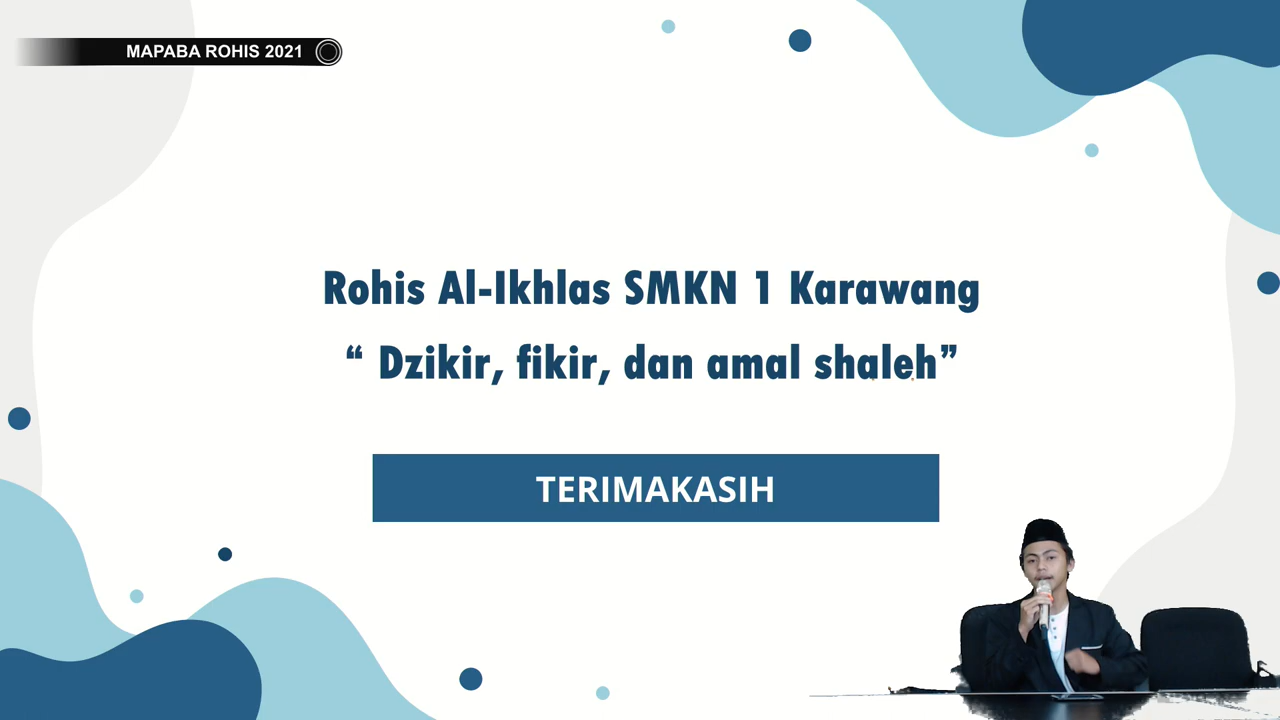 MAPABA ROHIS 2021
Rohis Al-Ikhlas SMKN 1 Karawang
“ Dzikir, fikir, dan amal shaleh”
TERIMAKASIH